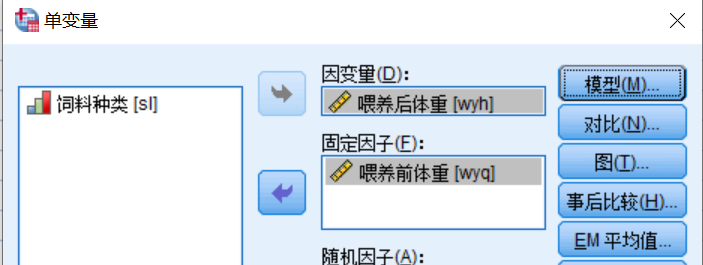 单变量
因变量(D):
饲料种类 [sl]
喂养后体重 [wyh]
固定因子(F):
喂养前体重 [wyq]
随机因子(A):
模型(M)...
对比(N)...
图(T)...
事后比较(H)...
EM 平均值...